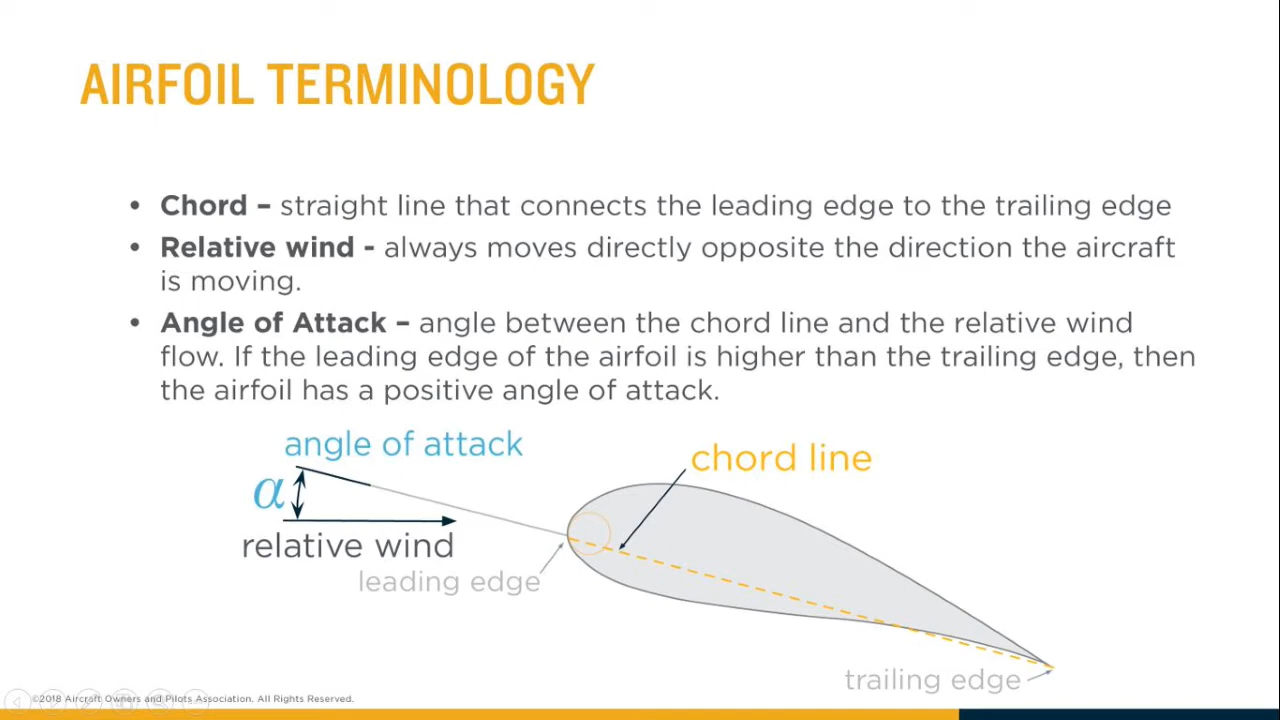 AIRFOIL TERMINOLOGY
• Chord – straight line that connects the leading edge to the trailing edge
• Relative wind - always moves directly opposite the direction the aircraft
is moving.
• Angle of Attack – angle between the chord line and the relative wind
flow. If the leading edge of the airfoil is higher than the trailing edge, then
the airfoil has a positive angle of attack.
angle of attack
chord line
α
relative wind
leading edge
trailing edge
©2018 Aircraft Owners and Pilots Association. All Rights Reserved.